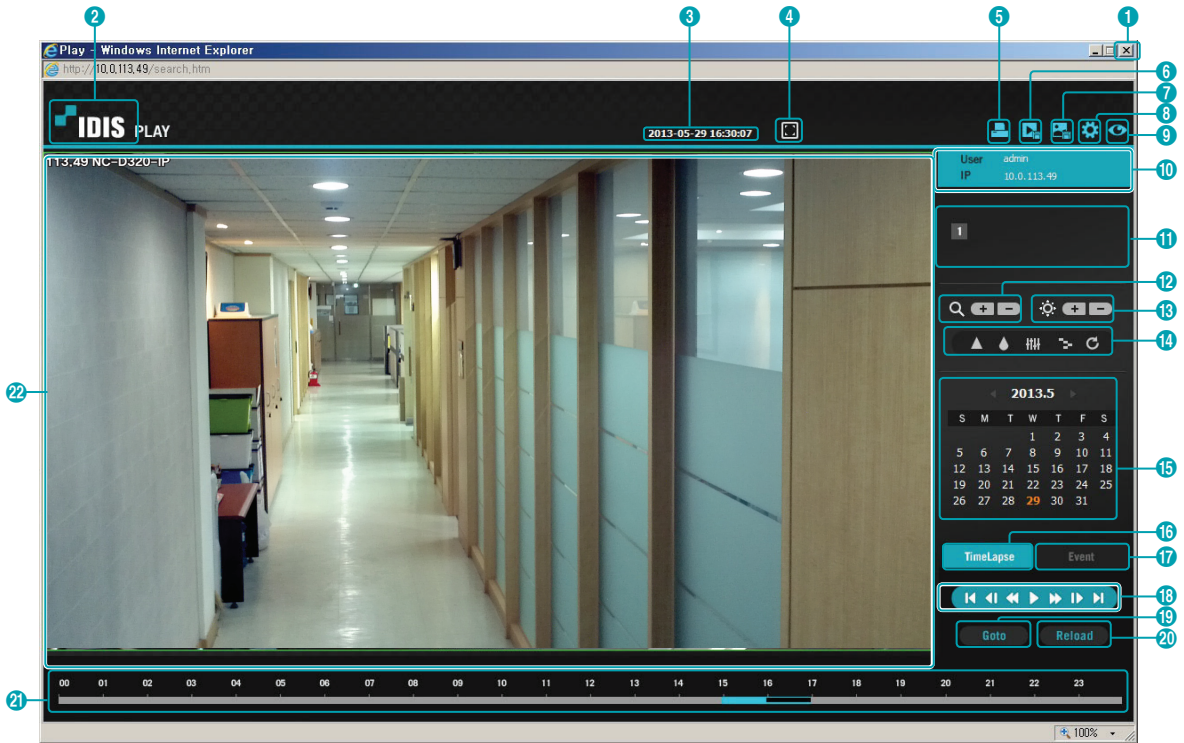 2 3 4 5 1
Play - Windows Internet Explorer
http://10.0.113.49/search.htm
6
7
8
IDIS PLAY
2013-05-29 16:30:07
9
113.49 NC-D320-IP
User admin
IP 10.0.113.49
10
1
11
12
13
14
22
2013.5
S M T W T F S
1 2 3 4
5 6 7 8 9 10 11
12 13 14 15 16 17 18
15
19 20 21 22 23 24 25
26 27 28 29 30 31
16
TimeLapse Event
17
18
19
Goto Reload
20
00 01 02 03 04 05 06 07 08 09 10 11 12 13 14 15 16 17 18 19 20 21 22 23
21
100%